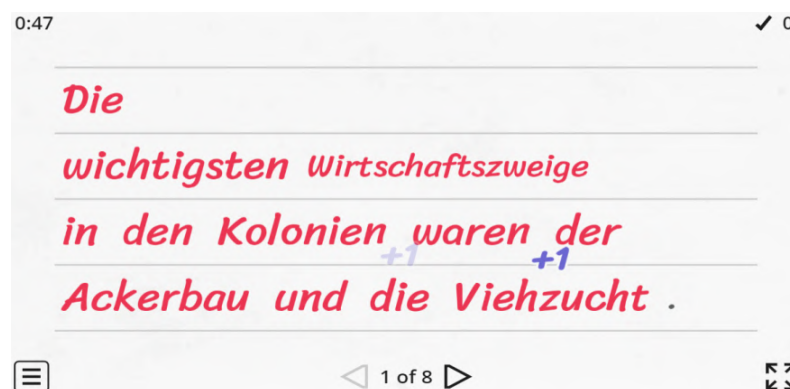 0:47 ✓ 0
Die
wichtigsten Wirtschaftszweige
in den Kolonien waren der
+1 +1
Ackerbau und die Viehzucht .
1 of 8